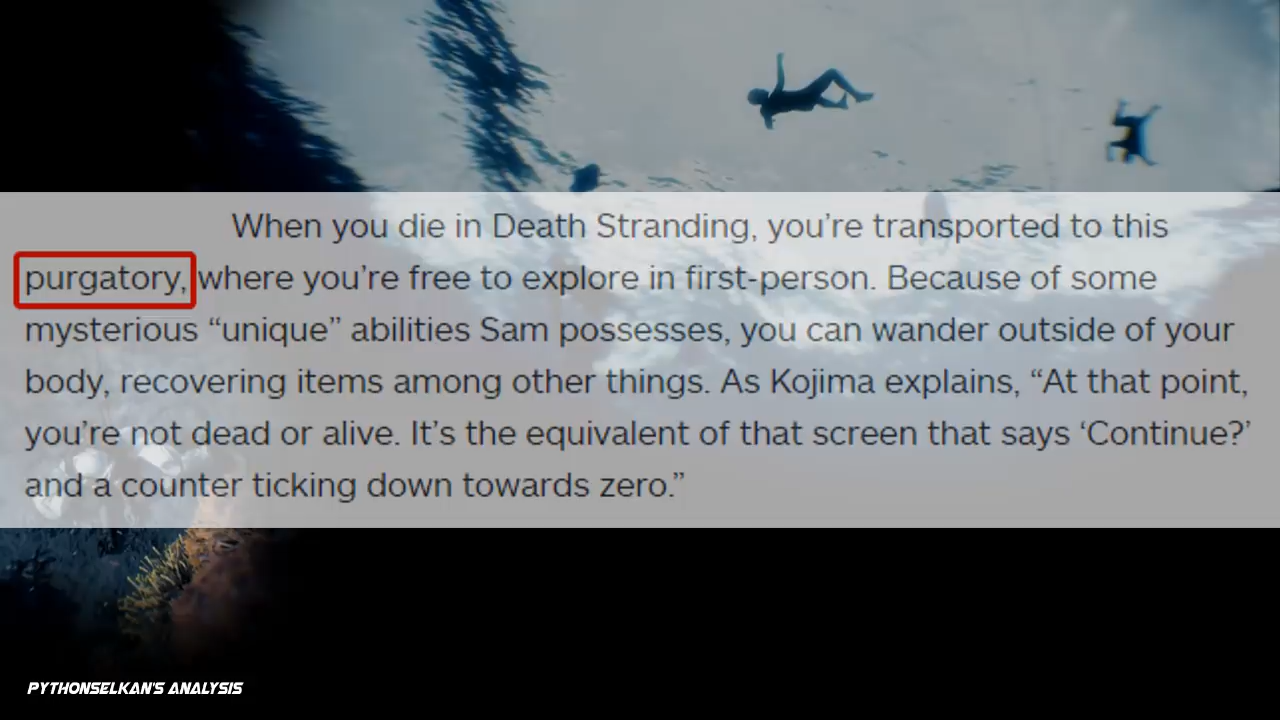 When you die in Death Stranding, you’re transported to this
purgatory, where you’re free to explore in first-person. Because of some
mysterious “unique” abilities Sam possesses, you can wander outside of your
body, recovering items among other things. As Kojima explains, “At that point,
you’re not dead or alive. It’s the equivalent of that screen that says ‘Continue?’
and a counter ticking down towards zero.”
PYTHONSELKAN'S ANALYSIS